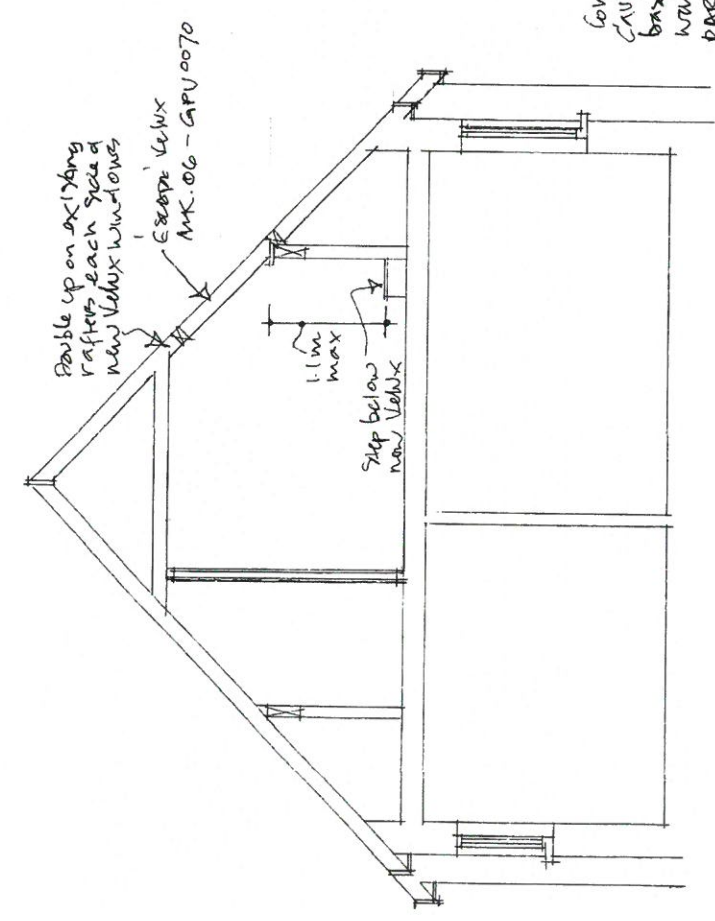 Double up on existing
rafters each side of
new Velux windows
Escape Velux
MK.06 - GPU 0070
1.1m
max
Step below
new Velux